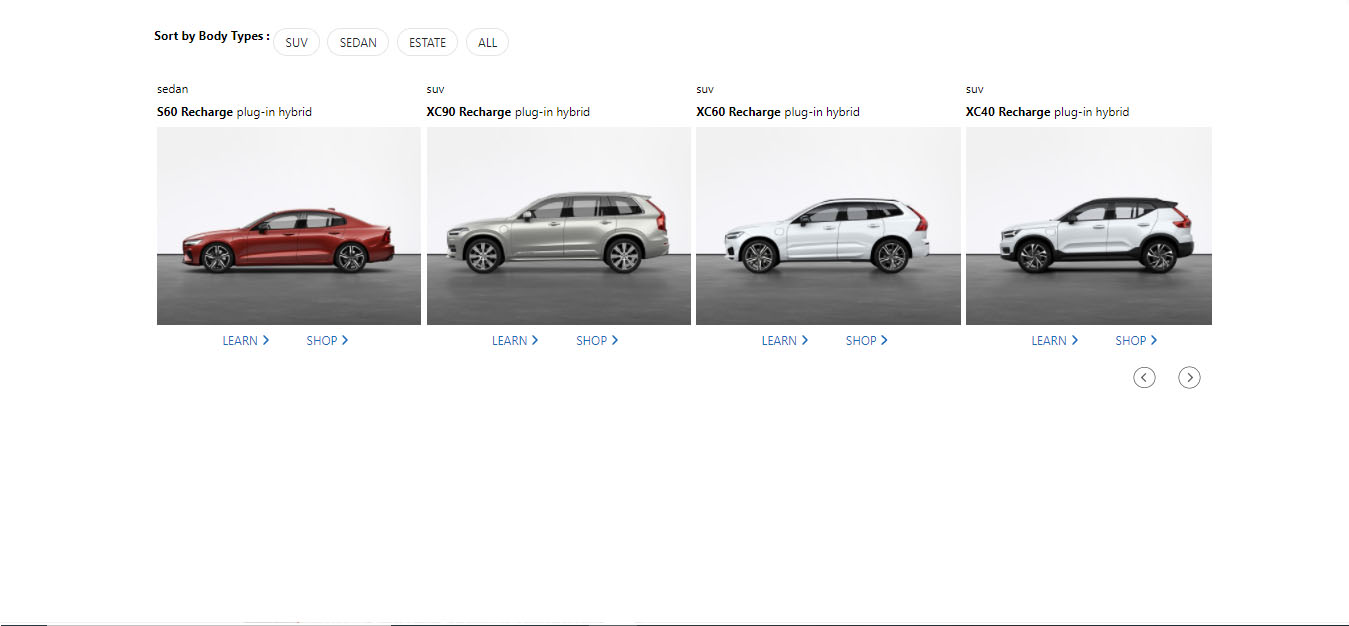 Sort by Body Types : SUV SEDAN ESTATE ALL
sedan
S60 Recharge plug-in hybrid
LEARN SHOP
suv
XC90 Recharge plug-in hybrid
LEARN SHOP
suv
XC60 Recharge plug-in hybrid
LEARN SHOP
suv
XC40 Recharge plug-in hybrid
LEARN SHOP